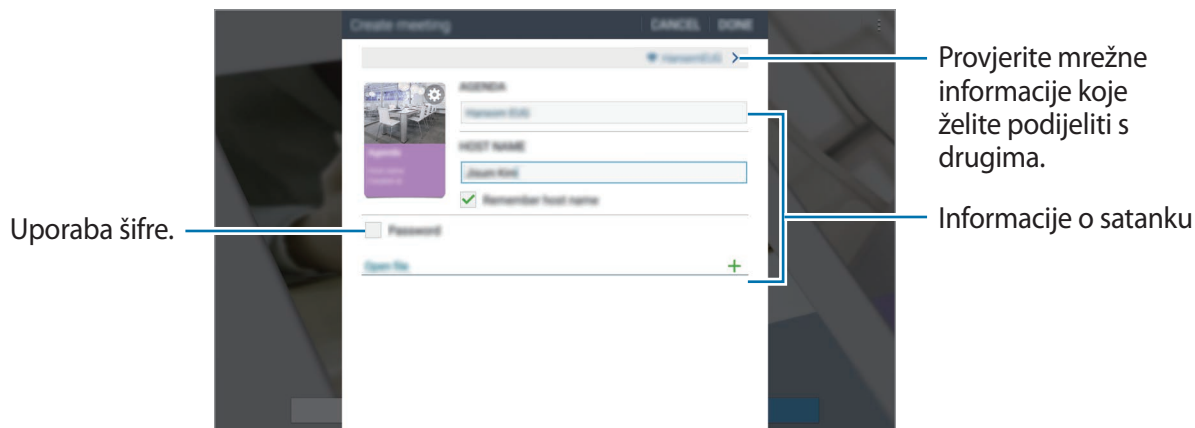 Create meeting CANCEL DONE
AGENDA
HOST NAME
Remember host name
Password
Open file
Provjerite mrežne
informacije koje
želite podijeliti s
drugima.
Informacije o satanku
Uporaba šifre.